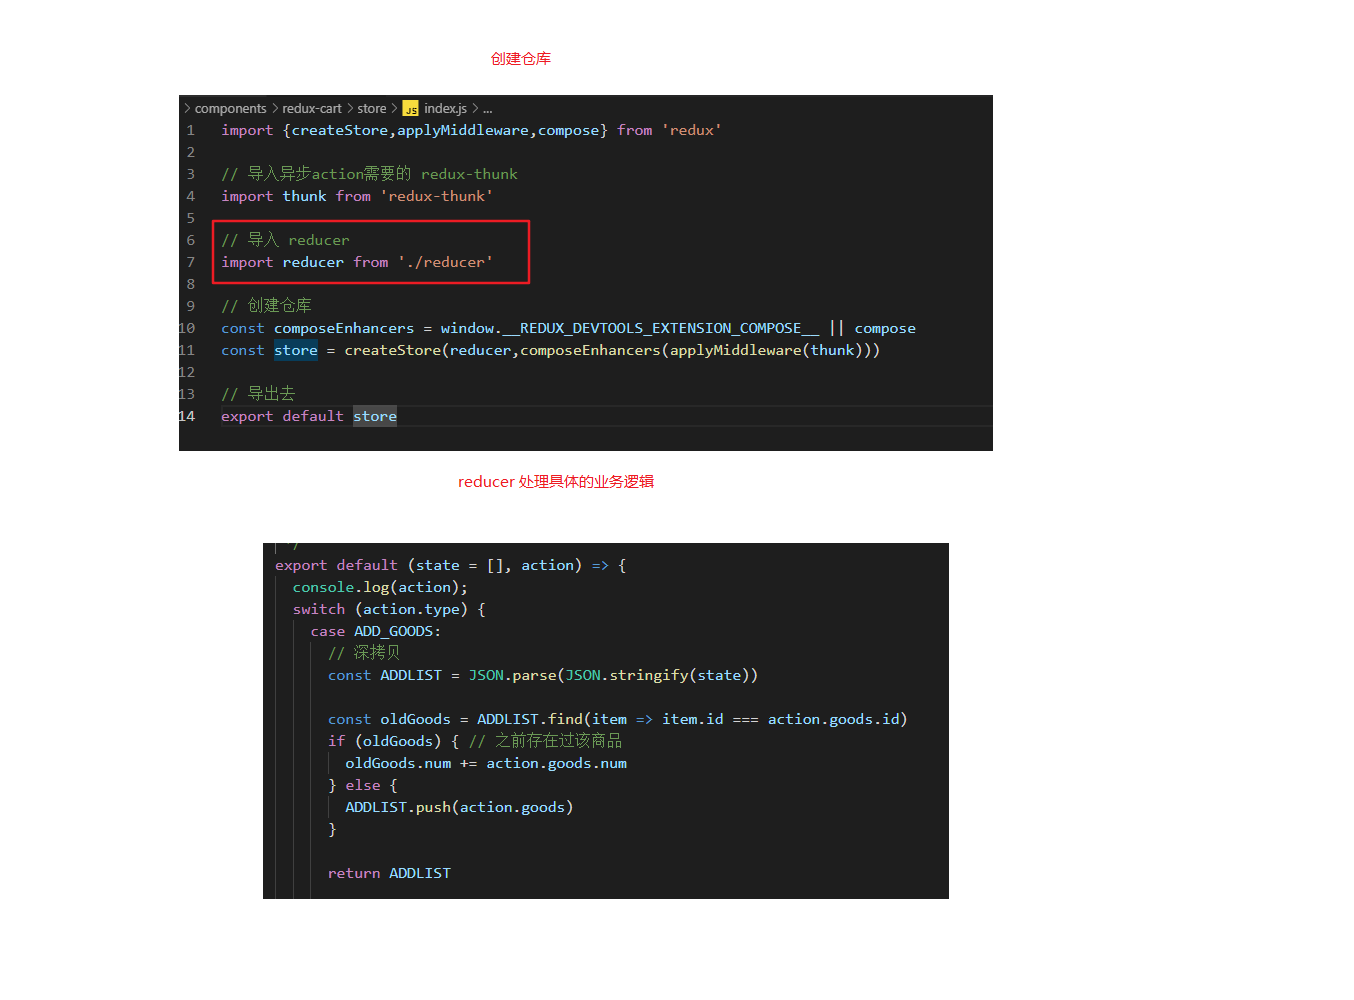 创建仓库
> components > redux-cart > store > JS index.js > ...
1 import {createStore,applyMiddleware,compose} from 'redux'
2
3 // 导入异步action需要的 redux-thunk
4 import thunk from 'redux-thunk'
5
6 // 导入 reducer
7 import reducer from './reducer'
8
9 // 创建仓库
10 const composeEnhancers = window.__REDUX_DEVTOOLS_EXTENSION_COMPOSE__ || compose
11 const store = createStore(reducer,composeEnhancers(applyMiddleware(thunk)))
12
13 // 导出去
14 export default store
reducer 处理具体的业务逻辑
export default (state = [], action) => {
console.log(action);
switch (action.type) {
case ADD_GOODS:
// 深拷贝
const ADDLIST = JSON.parse(JSON.stringify(state))
const oldGoods = ADDLIST.find(item => item.id === action.goods.id)
if (oldGoods) { // 之前存在过该商品
oldGoods.num += action.goods.num
} else {
ADDLIST.push(action.goods)
}
return ADDLIST